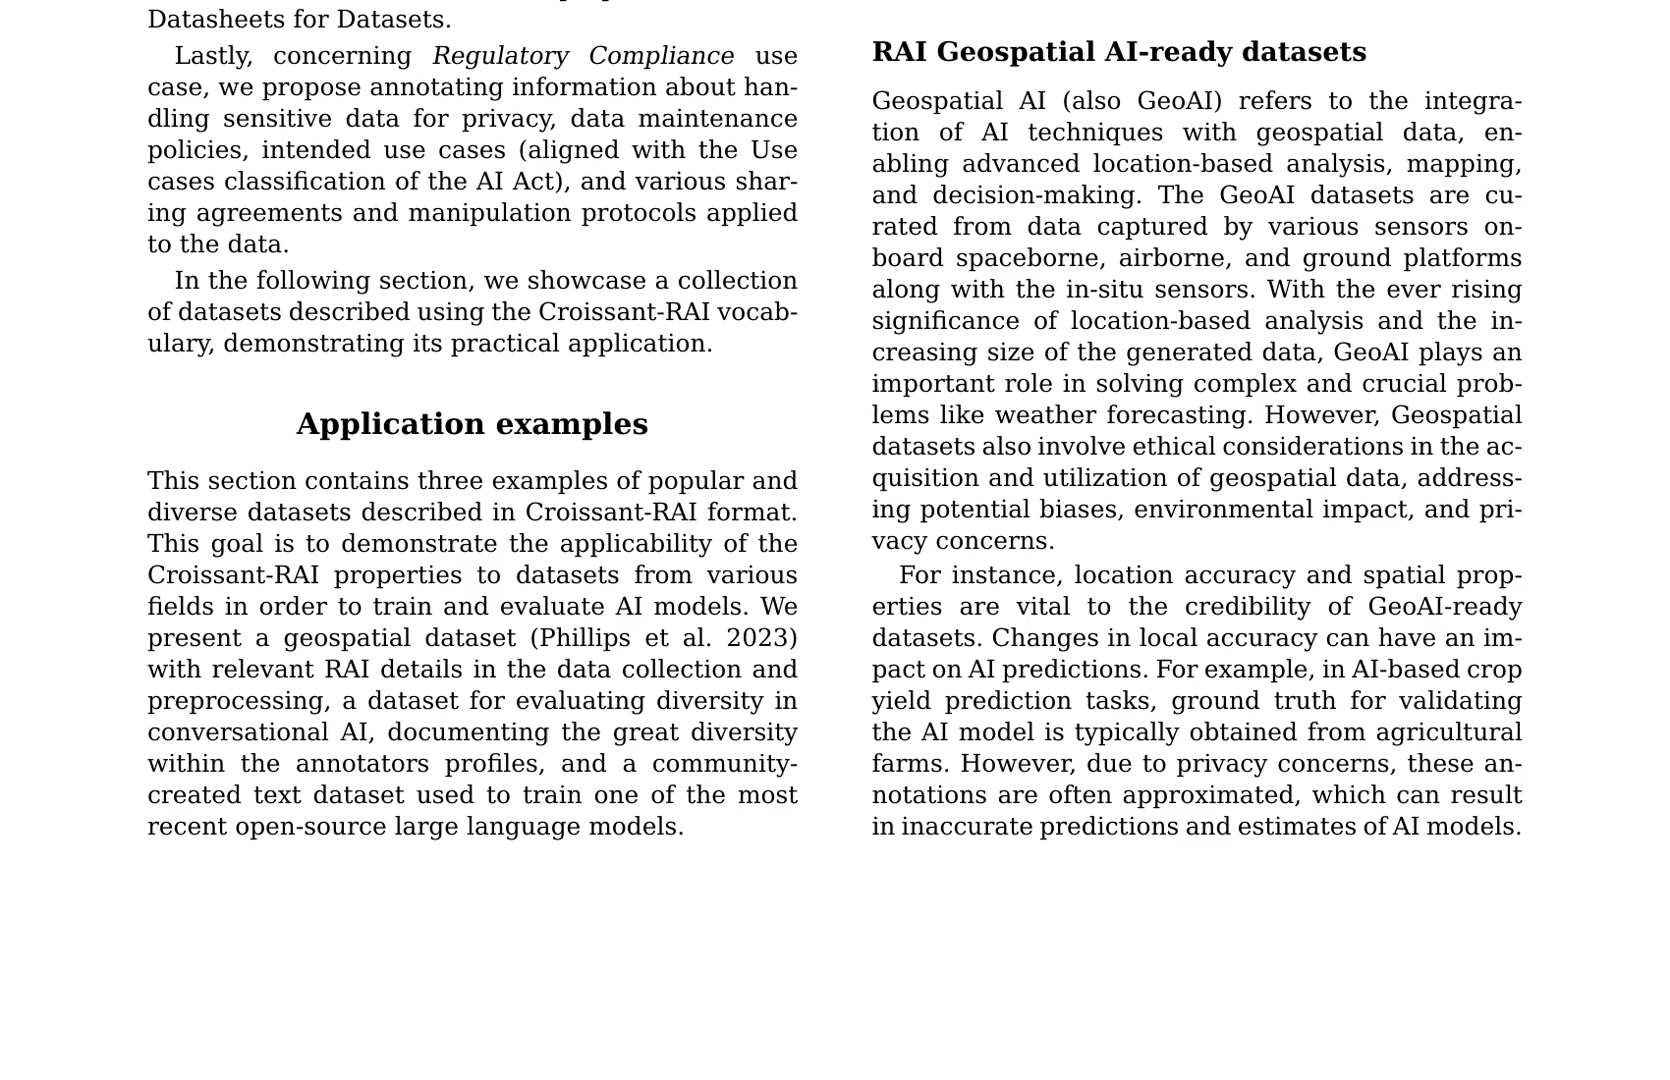 Datasheets for Datasets.
Lastly, concerning Regulatory Compliance use
case, we propose annotating information about han-
dling sensitive data for privacy, data maintenance
policies, intended use cases (aligned with the Use
cases classification of the AI Act), and various shar-
ing agreements and manipulation protocols applied
to the data.
In the following section, we showcase a collection
of datasets described using the Croissant-RAI vocab-
ulary, demonstrating its practical application.
Application examples
This section contains three examples of popular and
diverse datasets described in Croissant-RAI format.
This goal is to demonstrate the applicability of the
Croissant-RAI properties to datasets from various
fields in order to train and evaluate AI models. We
present a geospatial dataset (Phillips et al. 2023)
with relevant RAI details in the data collection and
preprocessing, a dataset for evaluating diversity in
conversational AI, documenting the great diversity
within the annotators profiles, and a community-
created text dataset used to train one of the most
recent open-source large language models.
RAI Geospatial AI-ready datasets
Geospatial AI (also GeoAI) refers to the integra-
tion of AI techniques with geospatial data, en-
abling advanced location-based analysis, mapping,
and decision-making. The GeoAI datasets are cu-
rated from data captured by various sensors on-
board spaceborne, airborne, and ground platforms
along with the in-situ sensors. With the ever rising
significance of location-based analysis and the in-
creasing size of the generated data, GeoAI plays an
important role in solving complex and crucial prob-
lems like weather forecasting. However, Geospatial
datasets also involve ethical considerations in the ac-
quisition and utilization of geospatial data, address-
ing potential biases, environmental impact, and pri-
vacy concerns.
For instance, location accuracy and spatial prop-
erties are vital to the credibility of GeoAI-ready
datasets. Changes in local accuracy can have an im-
pact on AI predictions. For example, in AI-based crop
yield prediction tasks, ground truth for validating
the AI model is typically obtained from agricultural
farms. However, due to privacy concerns, these an-
notations are often approximated, which can result
in inaccurate predictions and estimates of AI models.